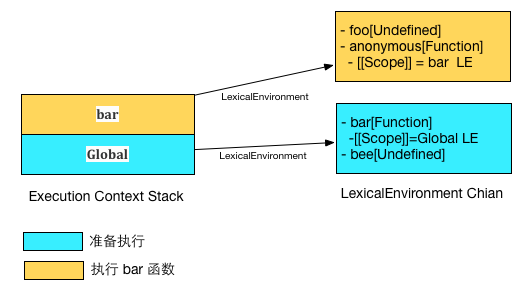 - foo[Undefined]
- anonymous[Function]
- [[Scope]] = bar LE
LexicalEnvironment
bar
Global
- bar[Function]
-[[Scope]]=Global LE
- bee[Undefined]
LexicalEnvironment
Execution Context Stack
LexicalEnvironment Chian
准备执行
执行 bar 函数